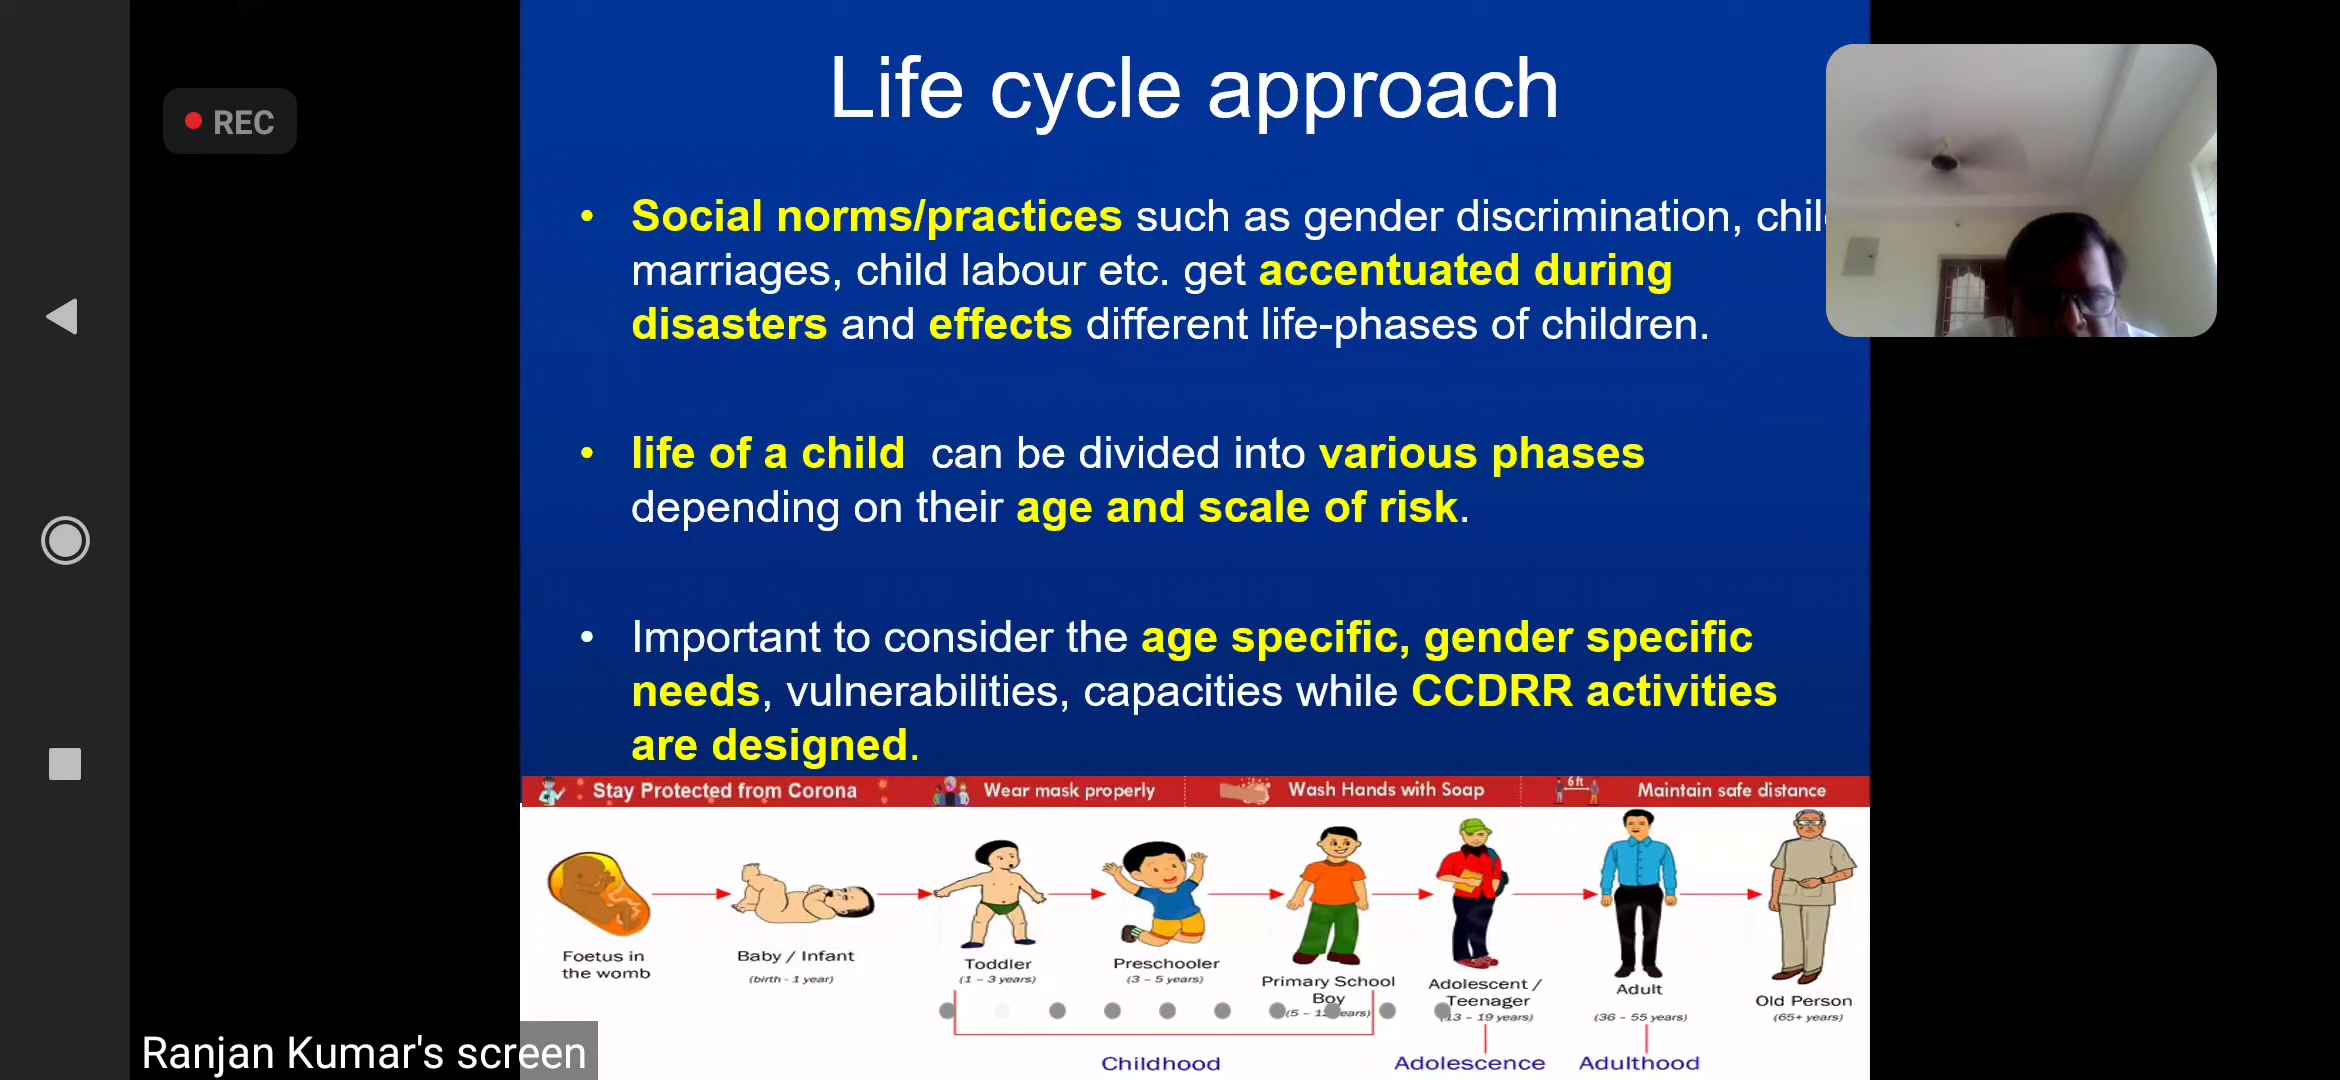 REC
Life cycle approach
• Social norms/practices such as gender discrimination, chil
marriages, child labour etc. get accentuated during
disasters and effects different life-phases of children.
• life of a child can be divided into various phases
depending on their age and scale of risk.
• Important to consider the age specific, gender specific
needs, vulnerabilities, capacities while CCDRR activities
are designed.
Stay Protected from Corona
Wear mask properly
Wash Hands with Soap
6 ft
Maintain safe distance
Foetus in
the womb
Baby / Infant
(birth - 1 year)
Toddler
(1 - 3 years)
Preschooler
(3 - 5 years)
Primary School
Boy
Adolescent /
Teenager
(13 - 19 years)
Adult
(36 - 55 years)
Old Person
(65+ years)
Childhood
Adolescence
Adulthood
Ranjan Kumar's screen